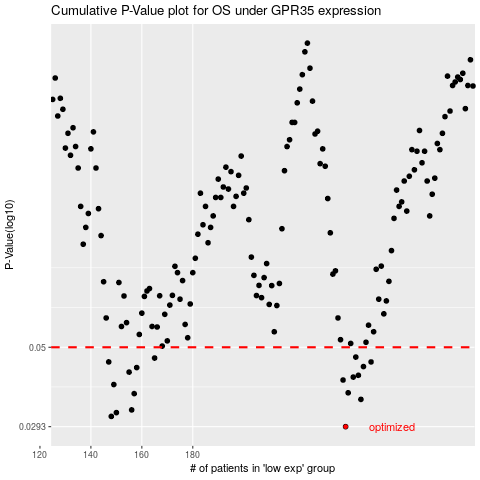 Cumulative P-Value plot for OS under GPR35 expression
P-Value(log10)
0.05
0.0293
optimized
120 140 160 180
# of patients in 'low exp' group